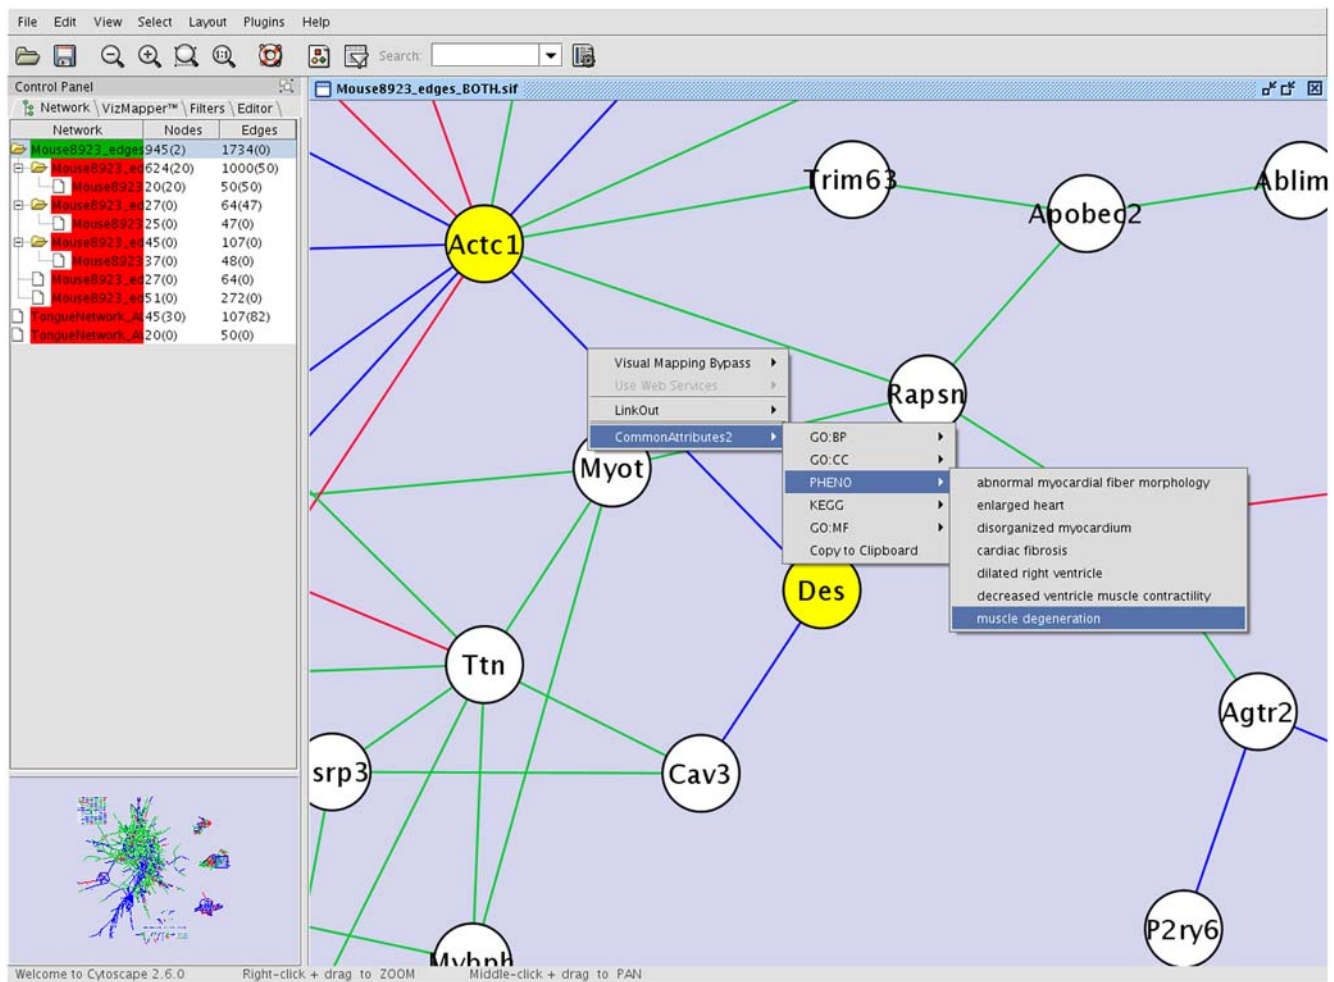 File Edit View Select Layout Plugins Help
Search:
Control Panel
Network VizMapper™ Filters Editor
Network Nodes Edges
Mouse8923_edges 945(2) 1734(0)
Mouse8923_ed 624(20) 1000(50)
Mouse8923 20(20) 50(50)
Mouse8923_ed 27(0) 64(47)
Mouse8923 25(0) 47(0)
Mouse8923_ed 45(0) 107(0)
Mouse8923 37(0) 48(0)
Mouse8923_ed 27(0) 64(0)
Mouse8923_ed 51(0) 272(0)
TongueNetwork_Al 45(30) 107(82)
TongueNetwork_Al 20(0) 50(0)
Mouse8923_edges_BOTH.sif
Trim63
Apobec2
Ablim
Actc1
Rapsn
Myot
Visual Mapping Bypass
Use Web Services
LinkOut
CommonAttributes2
GO:BP
GO:CC
PHENO
KEGG
GO:MF
Copy to Clipboard
abnormal myocardial fiber morphology
enlarged heart
disorganized myocardium
cardiac fibrosis
dilated right ventricle
decreased ventricle muscle contractility
muscle degeneration
Des
Ttn
Agtr2
srp3
Cav3
P2ry6
Mybph
Welcome to Cytoscape 2.6.0 Right-click + drag to ZOOM Middle-click + drag to PAN